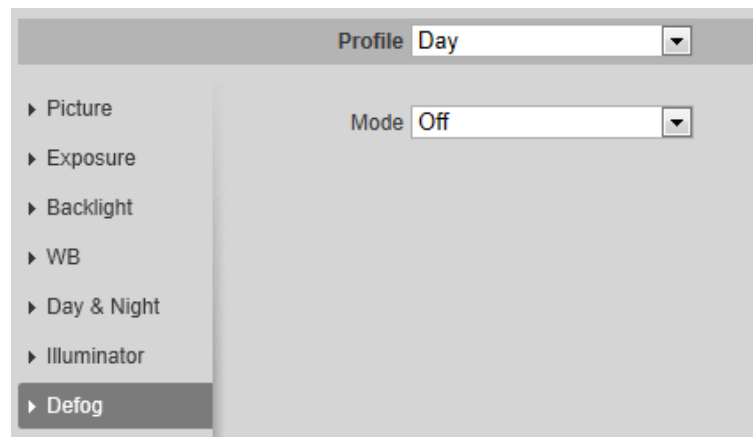 Profile Day
Picture
Mode Off
Exposure
Backlight
WB
Day & Night
Illuminator
Defog